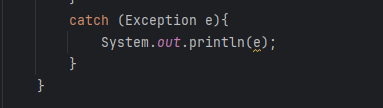 }
catch (Exception e){
System.out.println(e);
}
}